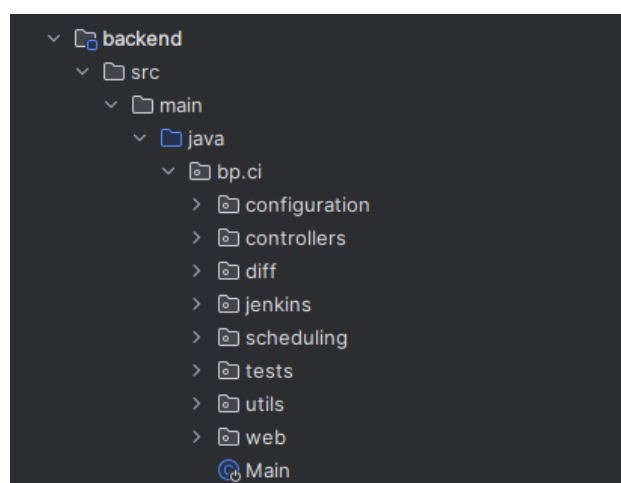 backend
src
main
java
bp.ci
configuration
controllers
diff
jenkins
scheduling
tests
utils
web
Main